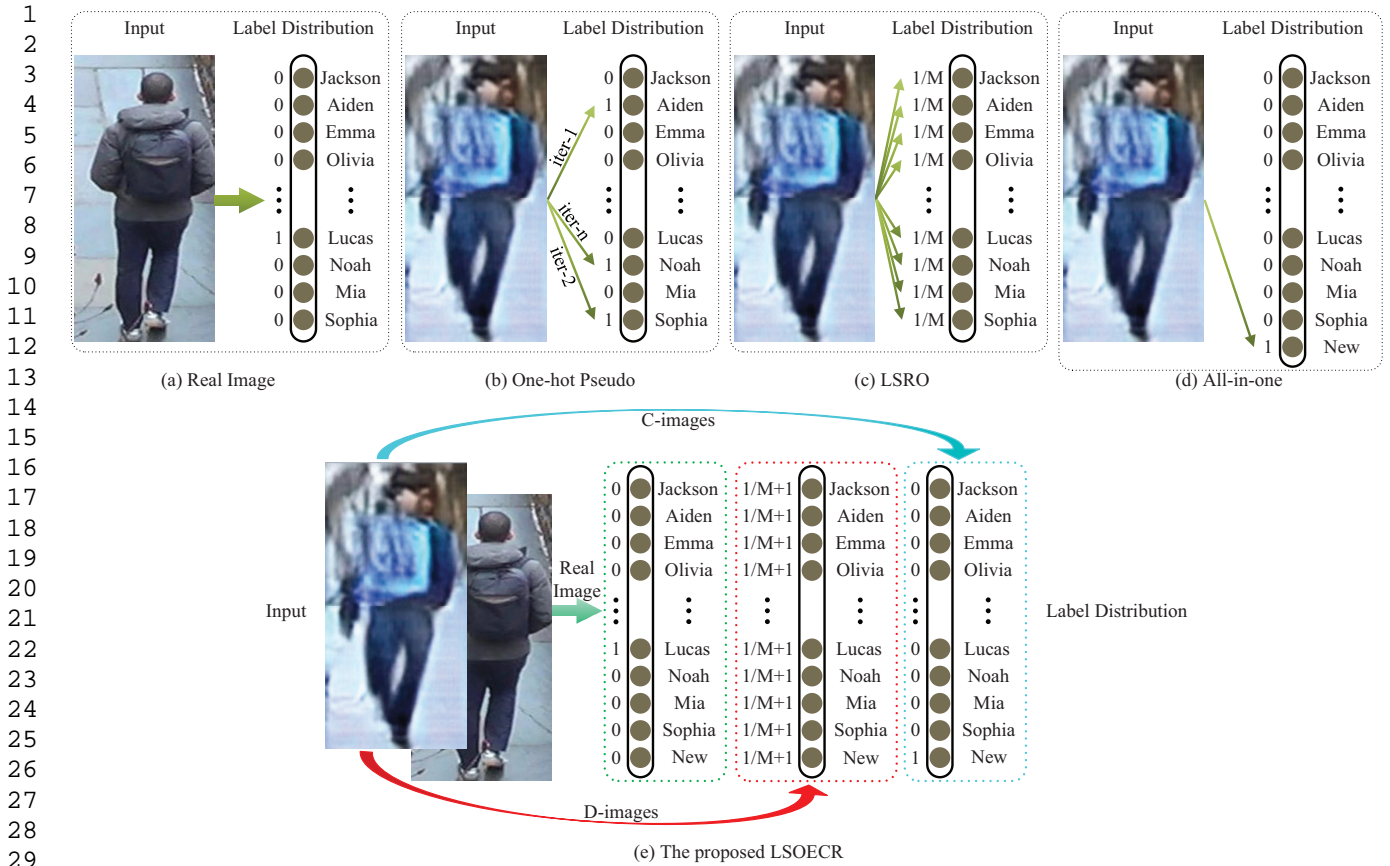 1
2
3
4
5
6
7
8
9
10
11
12
13
14
15
16
17
18
19
20
21
22
23
24
25
26
27
28
29
Input Label Distribution
0 Jackson
0 Aiden
0 Emma
0 Olivia
1 Lucas
0 Noah
0 Mia
0 Sophia
(a) Real Image
Input Label Distribution
iter-1
iter-n
iter-2
0 Jackson
1 Aiden
0 Emma
0 Olivia
0 Lucas
1 Noah
0 Mia
1 Sophia
(b) One-hot Pseudo
Input Label Distribution
1/M Jackson
1/M Aiden
1/M Emma
1/M Olivia
1/M Lucas
1/M Noah
1/M Mia
1/M Sophia
(c) LSRO
Input Label Distribution
0 Jackson
0 Aiden
0 Emma
0 Olivia
0 Lucas
0 Noah
0 Mia
0 Sophia
1 New
(d) All-in-one
C-images
Input
Real
Image
0 Jackson
0 Aiden
0 Emma
0 Olivia
1 Lucas
0 Noah
0 Mia
0 Sophia
0 New
1/M+1 Jackson
1/M+1 Aiden
1/M+1 Emma
1/M+1 Olivia
1/M+1 Lucas
1/M+1 Noah
1/M+1 Mia
1/M+1 Sophia
1/M+1 New
0 Jackson
0 Aiden
0 Emma
0 Olivia
0 Lucas
0 Noah
0 Mia
0 Sophia
1 New
Label Distribution
D-images
(e) The proposed LSOECR